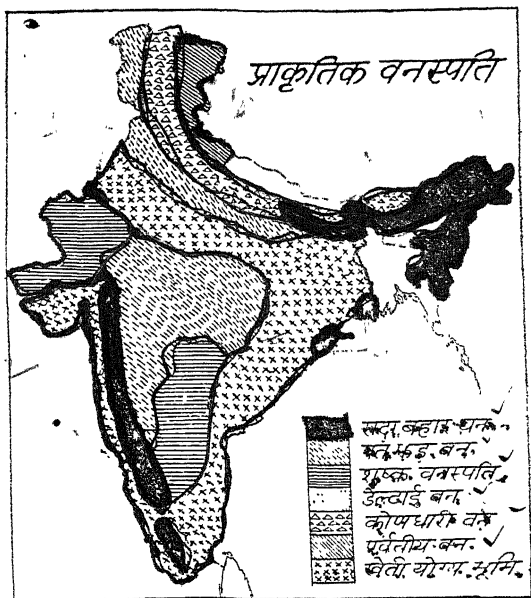 प्राकृतिक वनस्पति
सदा बहार वन
पतझड़ वन
शुष्क वनस्पति
डेल्टाई वन
कोणधारी वन
पर्वतीय वन
खेती योग्य भूमि